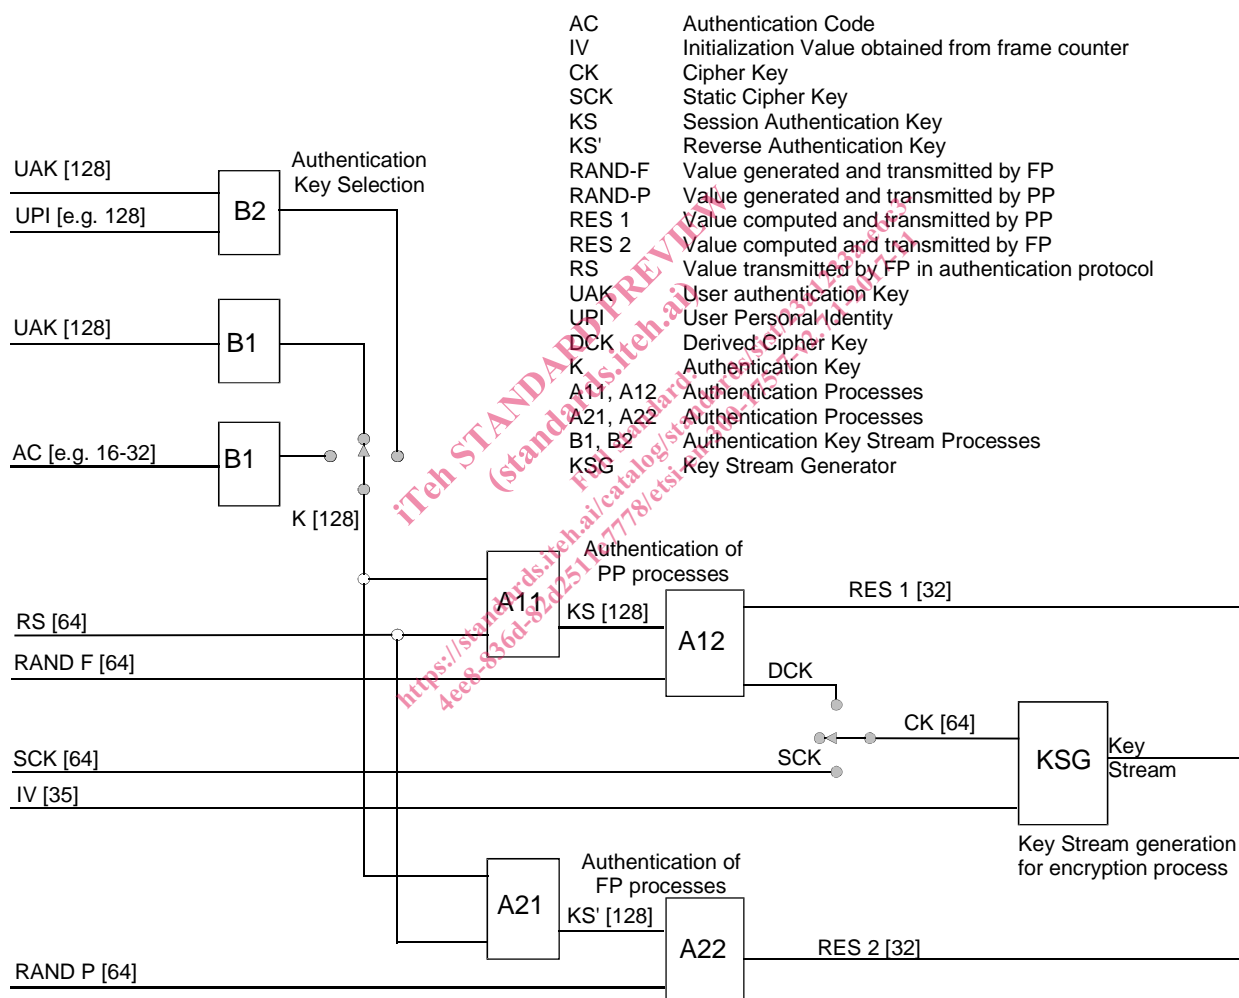 AC Authentication Code
IV Initialization Value obtained from frame counter
CK Cipher Key
SCK Static Cipher Key
KS Session Authentication Key
KS' Reverse Authentication Key
RAND-F Value generated and transmitted by FP
RAND-P Value generated and transmitted by PP
RES 1 Value computed and transmitted by PP
RES 2 Value computed and transmitted by FP
RS Value transmitted by FP in authentication protocol
UAK User authentication Key
UPI User Personal Identity
DCK Derived Cipher Key
K Authentication Key
A11, A12 Authentication Processes
A21, A22 Authentication Processes
B1, B2 Authentication Key Stream Processes
KSG Key Stream Generator
UAK [128]
UPI [e.g. 128]
B2
Authentication
Key Selection
UAK [128]
B1
AC [e.g. 16-32]
B1
K [128]
Authentication of
PP processes
A11
KS [128]
A12
RES 1 [32]
RS [64]
RAND F [64]
DCK
CK [64]
SCK [64]
SCK
KSG
Key
Stream
IV [35]
Key Stream generation
for encryption process
Authentication of
FP processes
A21
KS' [128]
A22
RES 2 [32]
RAND P [64]
iTeh STANDARD PREVIEW
(standards.iteh.ai)
Full standard: